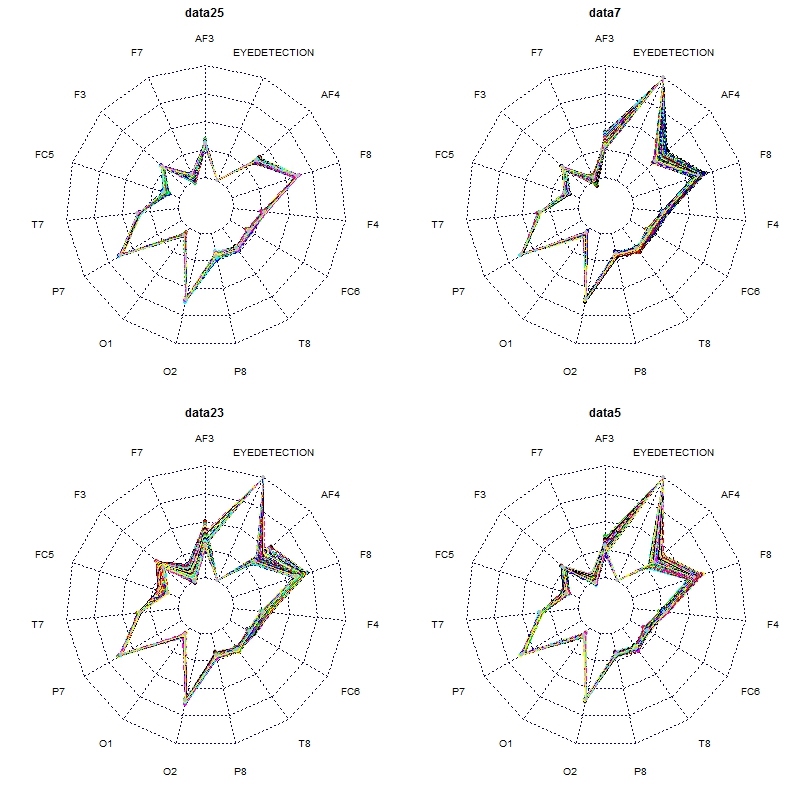 data25
AF3
EYEDETECTION
F7
AF4
F3
F8
FC5
F4
T7
FC6
P7
T8
O1
P8
O2
data7
AF3
EYEDETECTION
F7
AF4
F3
F8
FC5
F4
T7
FC6
P7
T8
O1
P8
O2
data23
AF3
EYEDETECTION
F7
AF4
F3
F8
FC5
F4
T7
FC6
P7
T8
O1
P8
O2
data5
AF3
EYEDETECTION
F7
AF4
F3
F8
FC5
F4
T7
FC6
P7
T8
O1
P8
O2